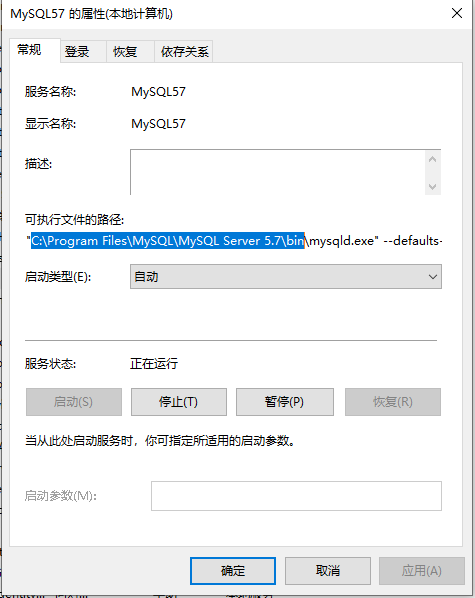 MySQL57 的属性(本地计算机)
常规 登录 恢复 依存关系
服务名称: MySQL57
显示名称: MySQL57
描述:
可执行文件的路径:
"C:\Program Files\MySQL\MySQL Server 5.7\bin\mysqld.exe" --defaults-
启动类型(E): 自动
服务状态: 正在运行
启动(S) 停止(T) 暂停(P) 恢复(R)
当从此处启动服务时，你可指定所适用的启动参数。
启动参数(M):
确定 取消 应用(A)